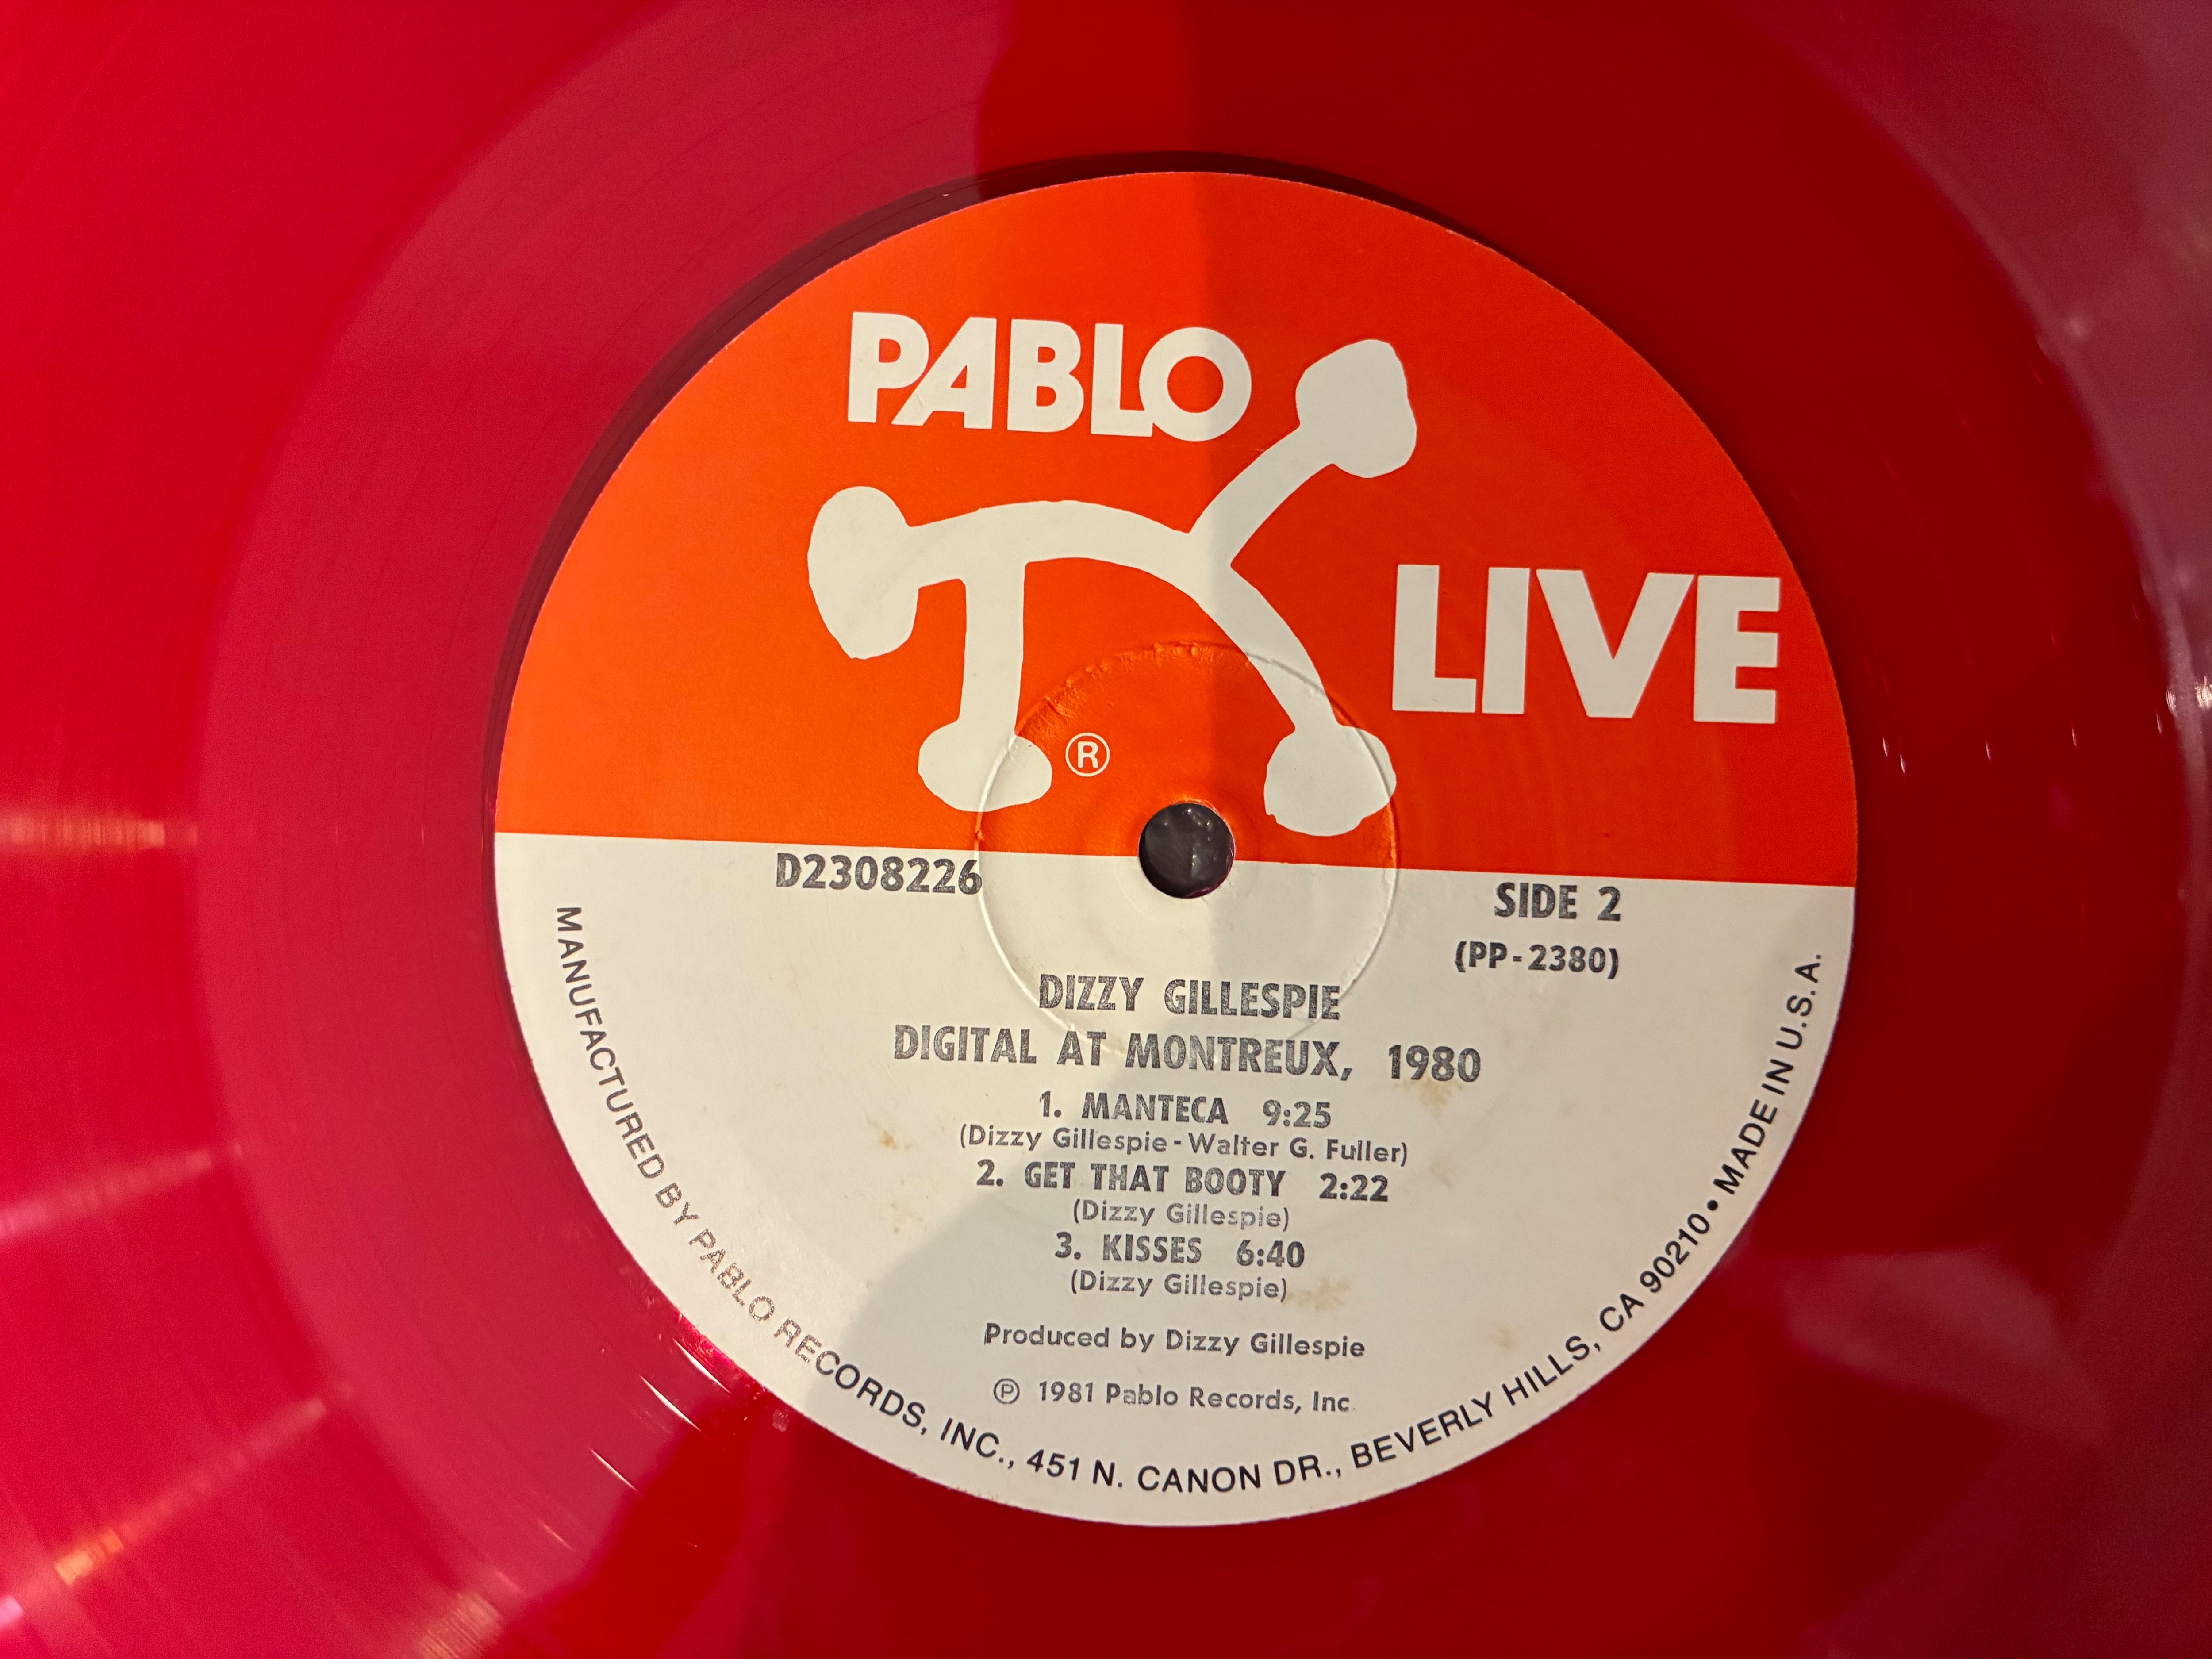 PABLO
LIVE
®
D2308226
SIDE 2
(PP-2380)
DIZZY GILLESPIE
DIGITAL AT MONTREUX, 1980
1. MANTECA 9:25
(Dizzy Gillespie-Walter G. Fuller)
2. GET THAT BOOTY 2:22
(Dizzy Gillespie)
3. KISSES 6:40
(Dizzy Gillespie)
Produced by Dizzy Gillespie
℗ 1981 Pablo Records, Inc.
MANUFACTURED BY PABLO RECORDS, INC., 451 N. CANON DR., BEVERLY HILLS, CA 90210 • MADE IN U.S.A.